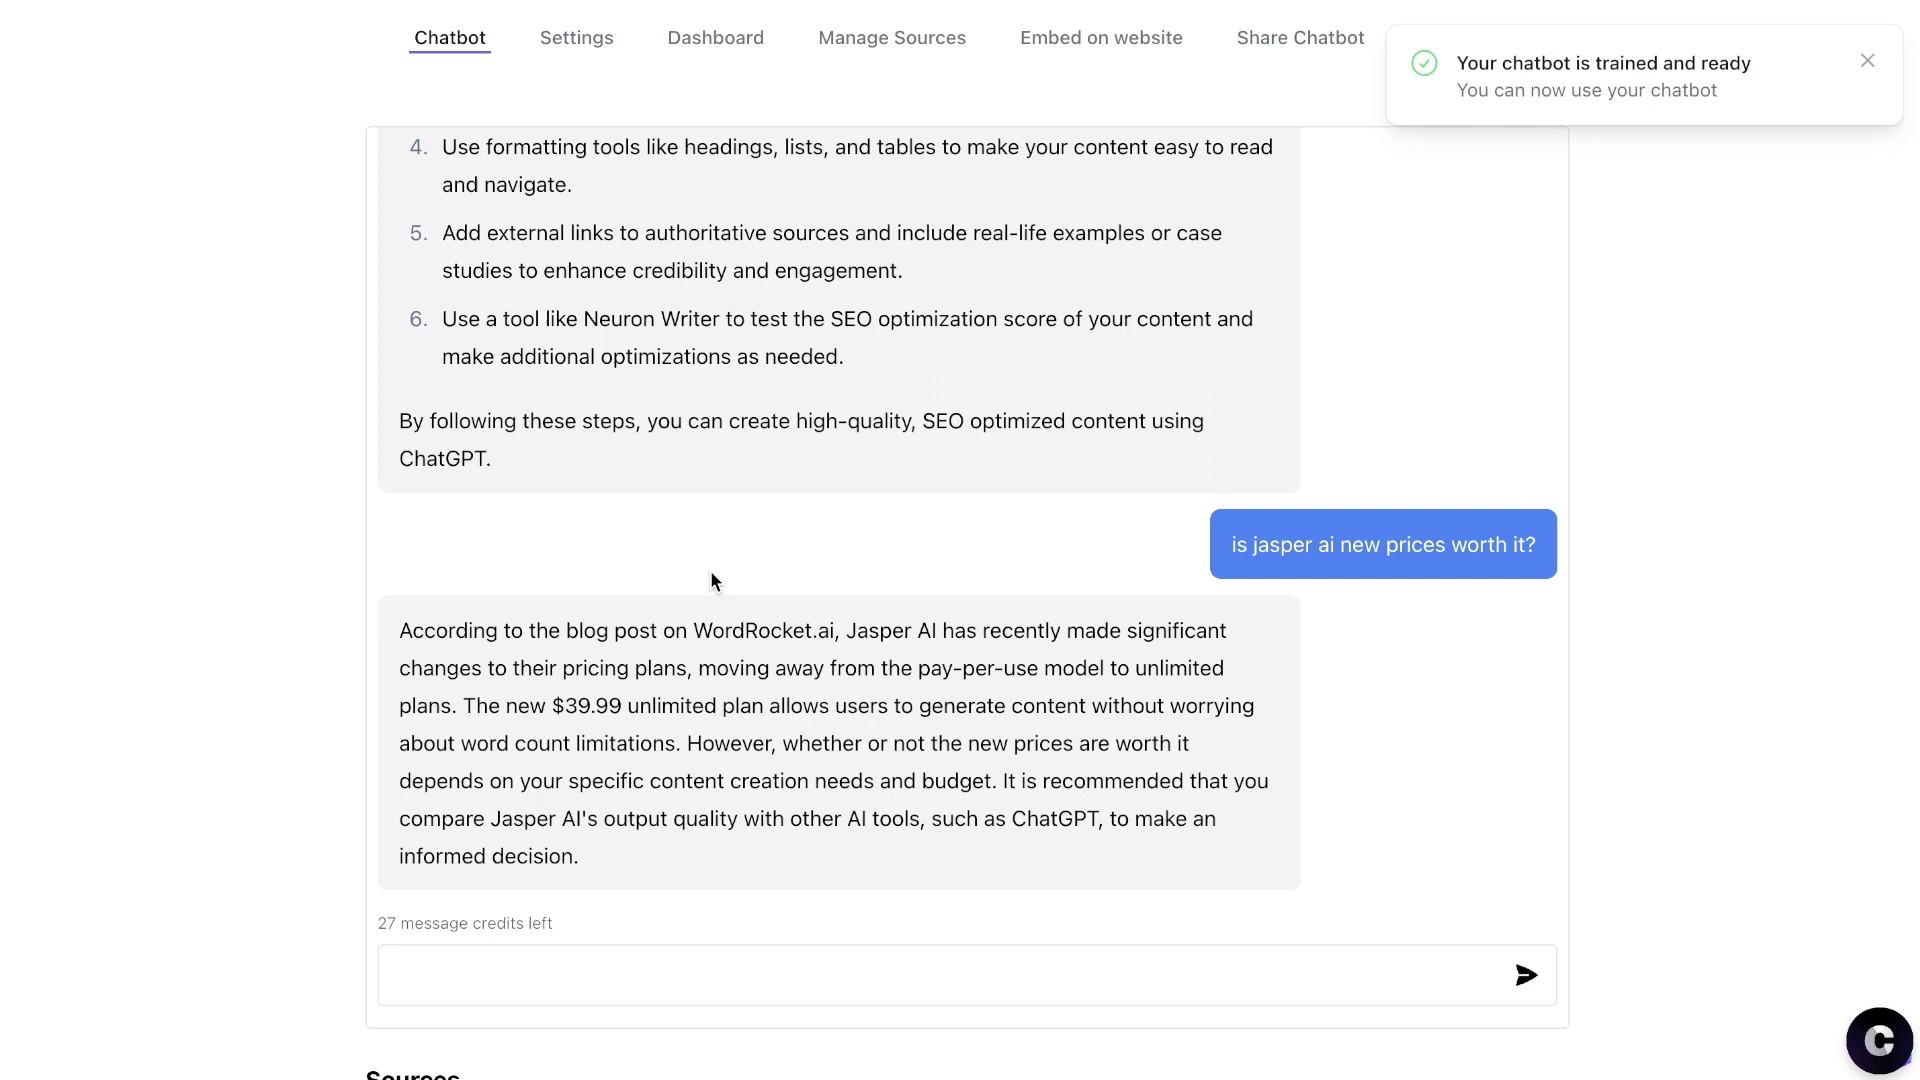 Chatbot
Settings
Dashboard
Manage Sources
Embed on website
Share Chatbot
Your chatbot is trained and ready
You can now use your chatbot
4. Use formatting tools like headings, lists, and tables to make your content easy to read
and navigate.
5. Add external links to authoritative sources and include real-life examples or case
studies to enhance credibility and engagement.
6. Use a tool like Neuron Writer to test the SEO optimization score of your content and
make additional optimizations as needed.
By following these steps, you can create high-quality, SEO optimized content using
ChatGPT.
is jasper ai new prices worth it?
According to the blog post on WordRocket.ai, Jasper AI has recently made significant
changes to their pricing plans, moving away from the pay-per-use model to unlimited
plans. The new $39.99 unlimited plan allows users to generate content without worrying
about word count limitations. However, whether or not the new prices are worth it
depends on your specific content creation needs and budget. It is recommended that you
compare Jasper AI's output quality with other AI tools, such as ChatGPT, to make an
informed decision.
27 message credits left
C
Sources